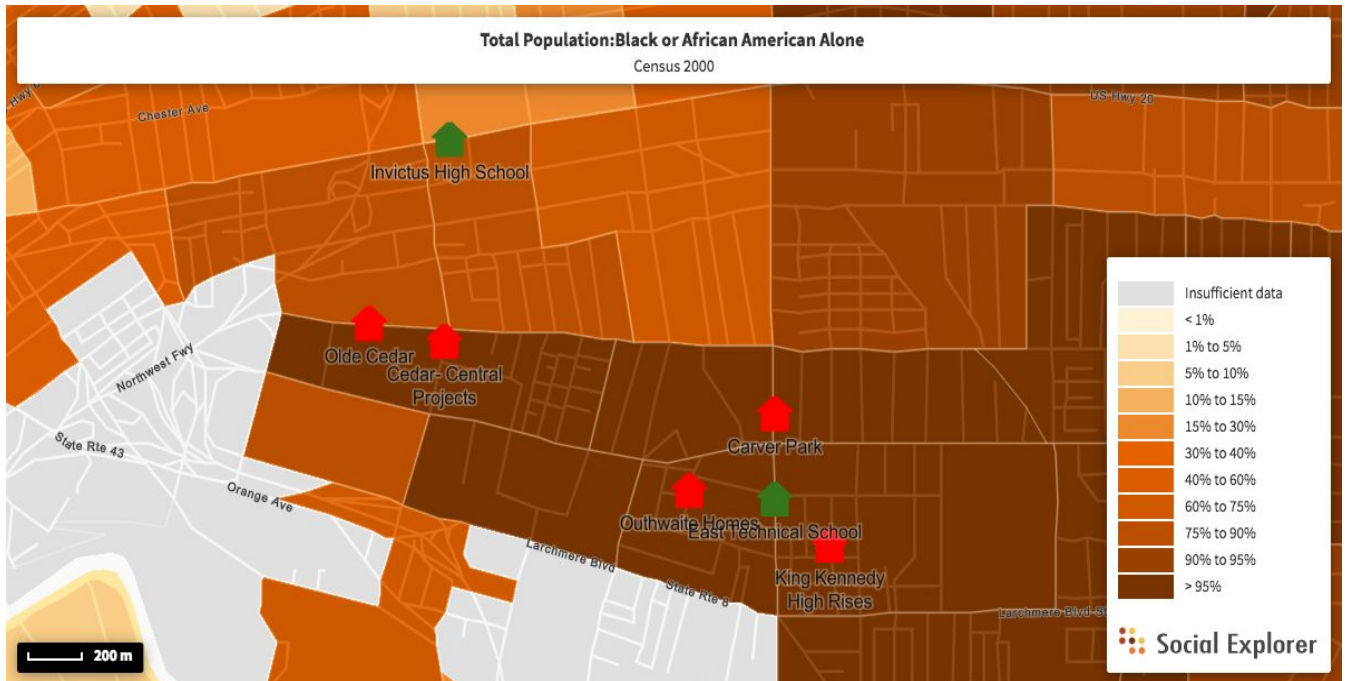 Total Population:Black or African American Alone
Census 2000
US Hwy 20
Chester Ave
Invictus High School
Olde Cedar
Cedar- Central
Projects
Northwest Fwy
Carver Park
State Rte 43
Orange Ave
Outhwaite Homes
East Technical School
Larchmere Blvd
King Kennedy
High Rises
State Rte 8
Larchmere Blvd
Insufficient data
< 1%
1% to 5%
5% to 10%
10% to 15%
15% to 30%
30% to 40%
40% to 60%
60% to 75%
75% to 90%
90% to 95%
> 95%
Social Explorer
200 m